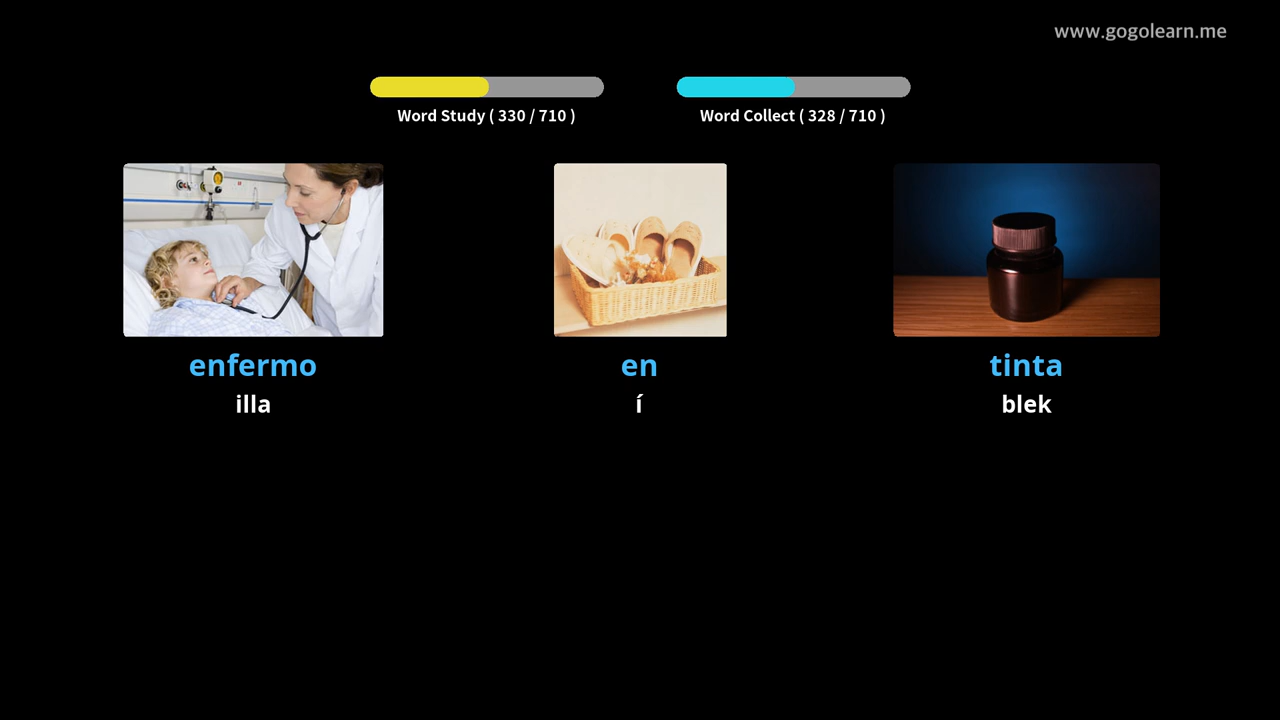 www.gogolearn.me
Word Study ( 330 / 710 )
Word Collect ( 328 / 710 )
enfermo
illa
en
í
tinta
blek